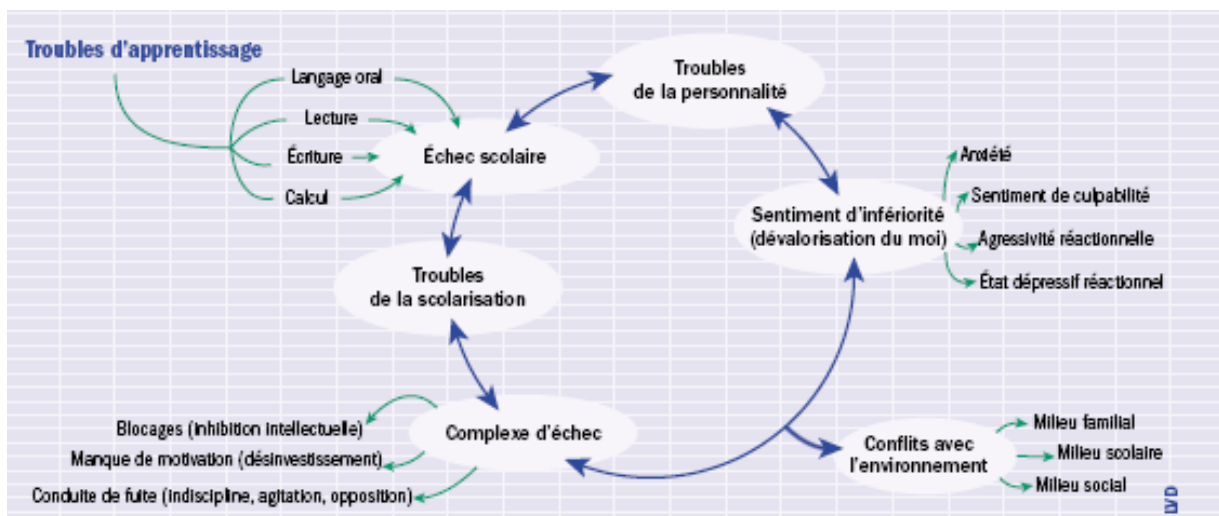 Troubles d'apprentissage
Langage oral
Lecture
Écriture
Calcul
Échec scolaire
Troubles
de la personnalité
Sentiment d'infériorité
(dévalorisation du moi)
Anxiété
Sentiment de culpabilité
Agressivité réactionnelle
État dépressif réactionnel
Troubles
de la scolarisation
Complexe d'échec
Blocages (inhibition intellectuelle)
Manque de motivation (désinvestissement)
Conduite de fuite (indiscipline, agitation, opposition)
Conflits avec
l'environnement
Milieu familial
Milieu scolaire
Milieu social
LVD